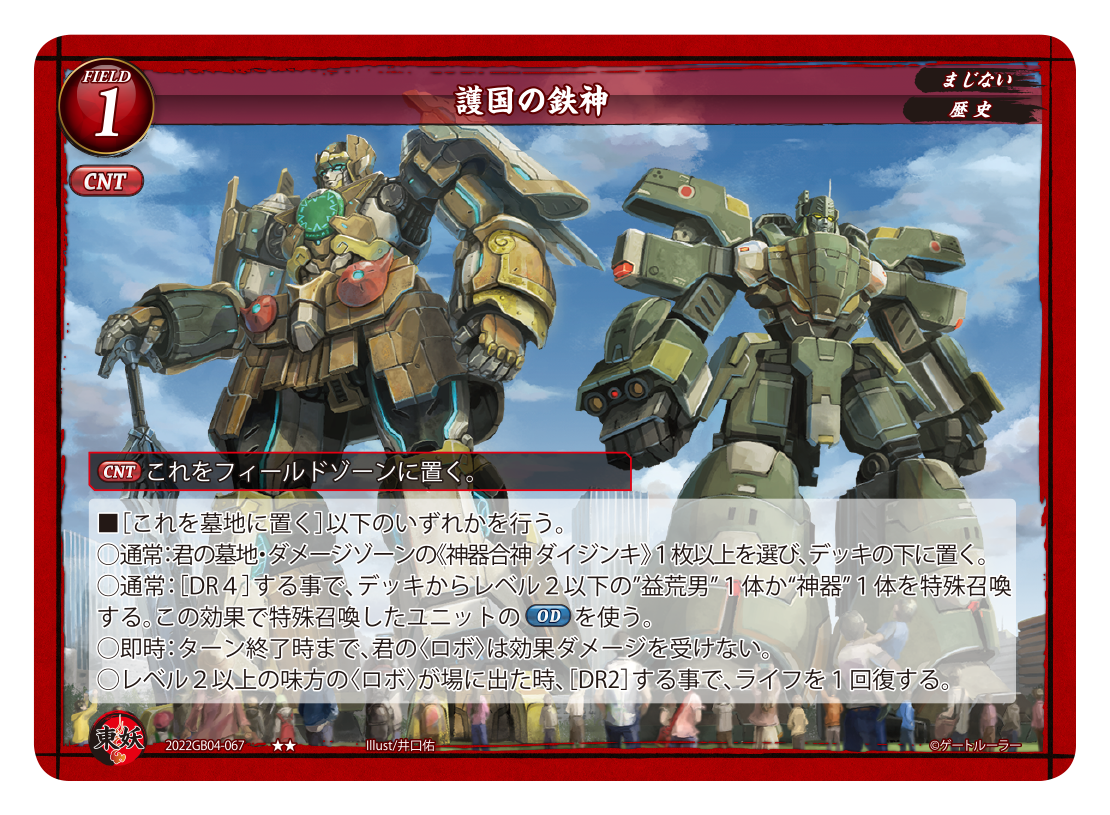 FIELD
1
護国の鉄神
まじない
歴史
CNT
CNT これをフィールドゾーンに置く。
■［これを墓地に置く］以下のいずれかを行う。
○通常：君の墓地・ダメージゾーンの《神器合神 ダイジンキ》１枚以上を選び、デッキの下に置く。
○通常：［DR４］する事で、デッキからレベル２以下の”益荒男”１体か“神器”１体を特殊召喚
する。この効果で特殊召喚したユニットの OD を使う。
○即時：ターン終了時まで、君の〈ロボ〉は効果ダメージを受けない。
○レベル２以上の味方の〈ロボ〉が場に出た時、［DR2］する事で、ライフを１回復する。
東妖
2022GB04-067 ★★ Illust/井口佑 ©ゲートルーラー